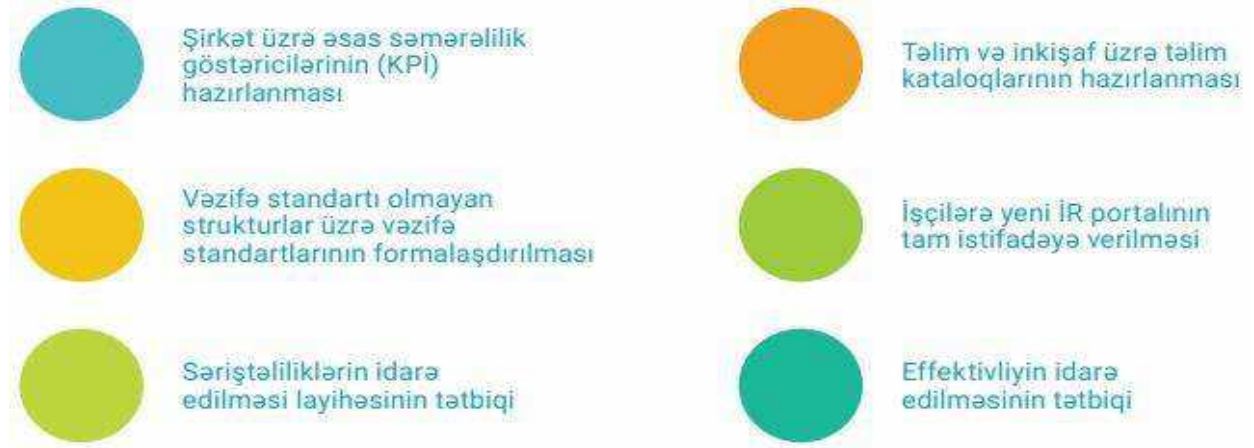 Şirkət üzrə əsas səmərəlilik
göstəricilərinin (KPİ)
hazırlanması
Təlim və inkişaf üzrə təlim
kataloqlarının hazırlanması
Vəzifə standartı olmayan
strukturlar üzrə vəzifə
standartlarının formalaşdırılması
İşçilərə yeni İR portalının
tam istifadəyə verilməsi
Səriştəliliklərin idarə
edilməsi layihəsinin tətbiqi
Effektivliyin idarə
edilməsinin tətbiqi